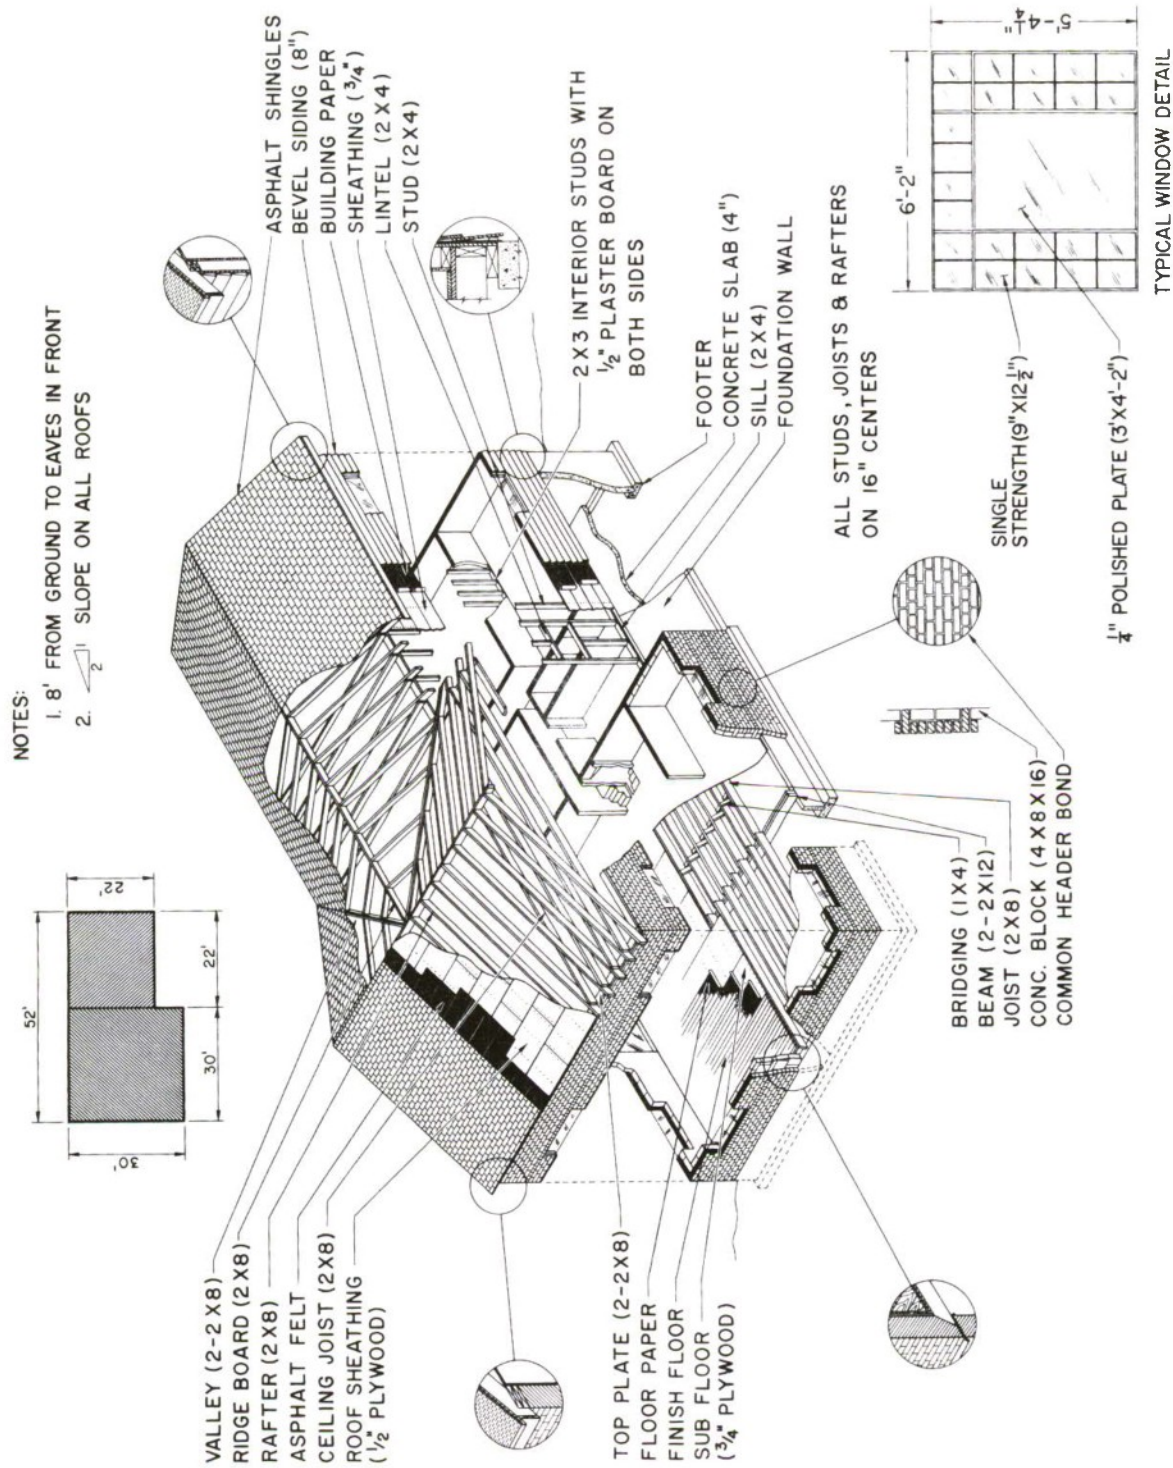 NOTES:
1. 8' FROM GROUND TO EAVES IN FRONT
2. 1 2 SLOPE ON ALL ROOFS
52'
22'
30'
30'
22'
VALLEY (2-2X8)
RIDGE BOARD (2X8)
RAFTER (2X8)
ASPHALT FELT
CEILING JOIST (2X8)
ROOF SHEATHING
(1/2" PLYWOOD)
ASPHALT SHINGLES
BEVEL SIDING (8")
BUILDING PAPER
SHEATHING (3/4")
LINTEL (2X4)
STUD (2X4)
2X3 INTERIOR STUDS WITH
1/2" PLASTER BOARD ON
BOTH SIDES
FOOTER
CONCRETE SLAB (4")
SILL (2X4)
FOUNDATION WALL
ALL STUDS, JOISTS & RAFTERS
ON 16" CENTERS
TOP PLATE (2-2X8)
FLOOR PAPER
FINISH FLOOR
SUB FLOOR
(3/4" PLYWOOD)
BRIDGING (1X4)
BEAM (2-2X12)
JOIST (2X8)
CONC. BLOCK (4X8X16)
COMMON HEADER BOND
6'-2"
5'-4 1/4"
SINGLE
STRENGTH (9"X12 1/2")
1/4" POLISHED PLATE (3'X4'-2")
TYPICAL WINDOW DETAIL